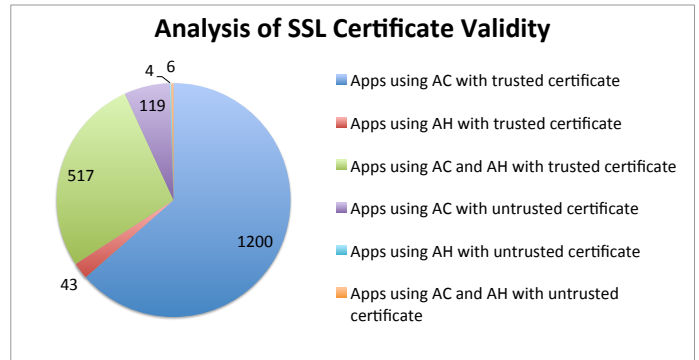 Analysis of SSL Certificate Validity
4
6
119
517
1200
43
Apps using AC with trusted certificate
Apps using AH with trusted certificate
Apps using AC and AH with trusted certificate
Apps using AC with untrusted certificate
Apps using AH with untrusted certificate
Apps using AC and AH with untrusted
certificate